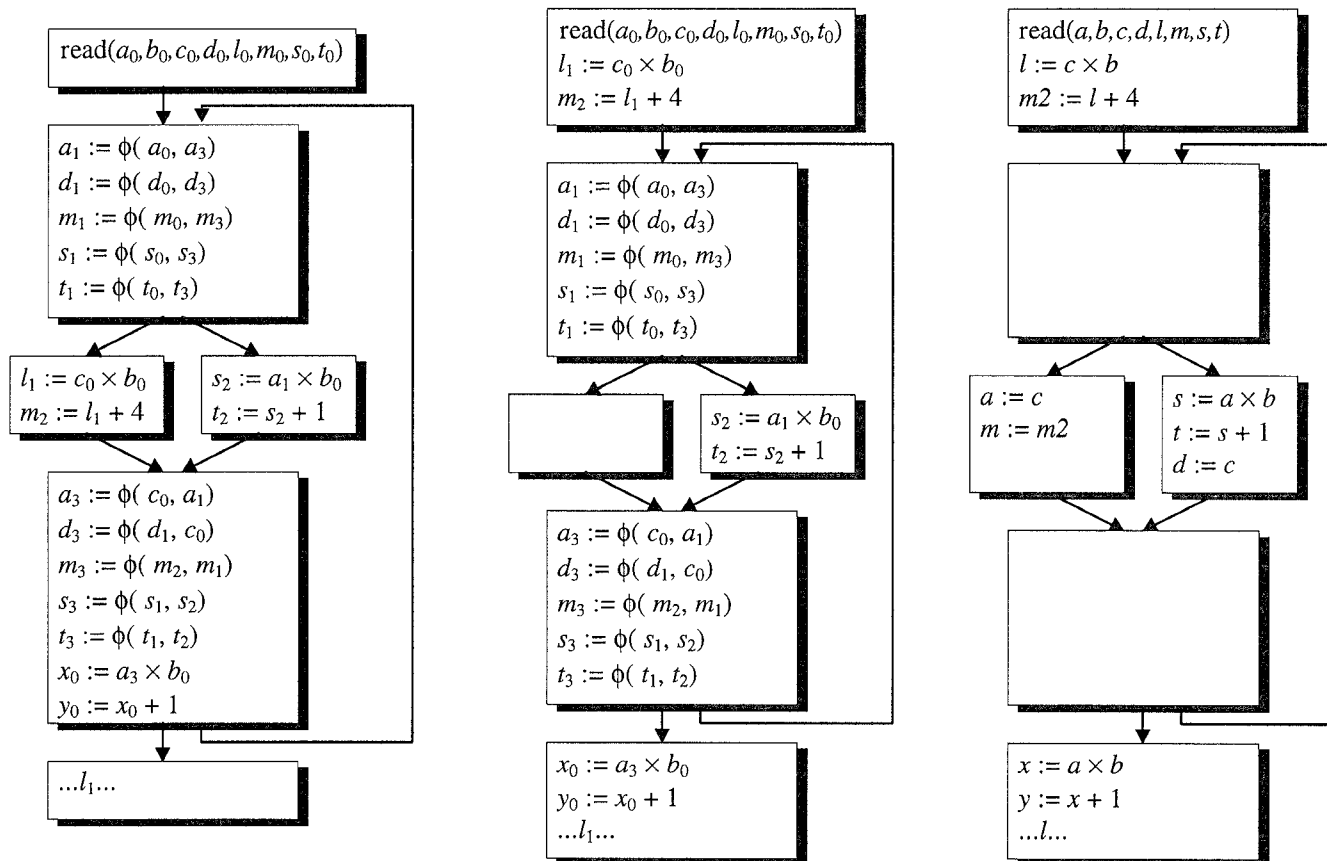 read(a₀,b₀,c₀,d₀,l₀,m₀,s₀,t₀)
a₁ := ϕ( a₀, a₃)
d₁ := ϕ( d₀, d₃)
m₁ := ϕ( m₀, m₃)
s₁ := ϕ( s₀, s₃)
t₁ := ϕ( t₀, t₃)
l₁ := c₀ × b₀
m₂ := l₁ + 4
s₂ := a₁ × b₀
t₂ := s₂ + 1
a₃ := ϕ( c₀, a₁)
d₃ := ϕ( d₁, c₀)
m₃ := ϕ( m₂, m₁)
s₃ := ϕ( s₁, s₂)
t₃ := ϕ( t₁, t₂)
x₀ := a₃ × b₀
y₀ := x₀ + 1
...l₁...
read(a₀,b₀,c₀,d₀,l₀,m₀,s₀,t₀)
l₁ := c₀ × b₀
m₂ := l₁ + 4
a₁ := ϕ( a₀, a₃)
d₁ := ϕ( d₀, d₃)
m₁ := ϕ( m₀, m₃)
s₁ := ϕ( s₀, s₃)
t₁ := ϕ( t₀, t₃)
s₂ := a₁ × b₀
t₂ := s₂ + 1
a₃ := ϕ( c₀, a₁)
d₃ := ϕ( d₁, c₀)
m₃ := ϕ( m₂, m₁)
s₃ := ϕ( s₁, s₂)
t₃ := ϕ( t₁, t₂)
x₀ := a₃ × b₀
y₀ := x₀ + 1
...l₁...
read(a,b,c,d,l,m,s,t)
l := c × b
m2 := l + 4
a := c
m := m2
s := a × b
t := s + 1
d := c
x := a × b
y := x + 1
...l...